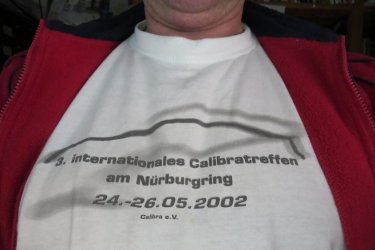 3. internationales Calibratreffen
am Nürburgring
24.-26.05.2002
Calibra e.V.